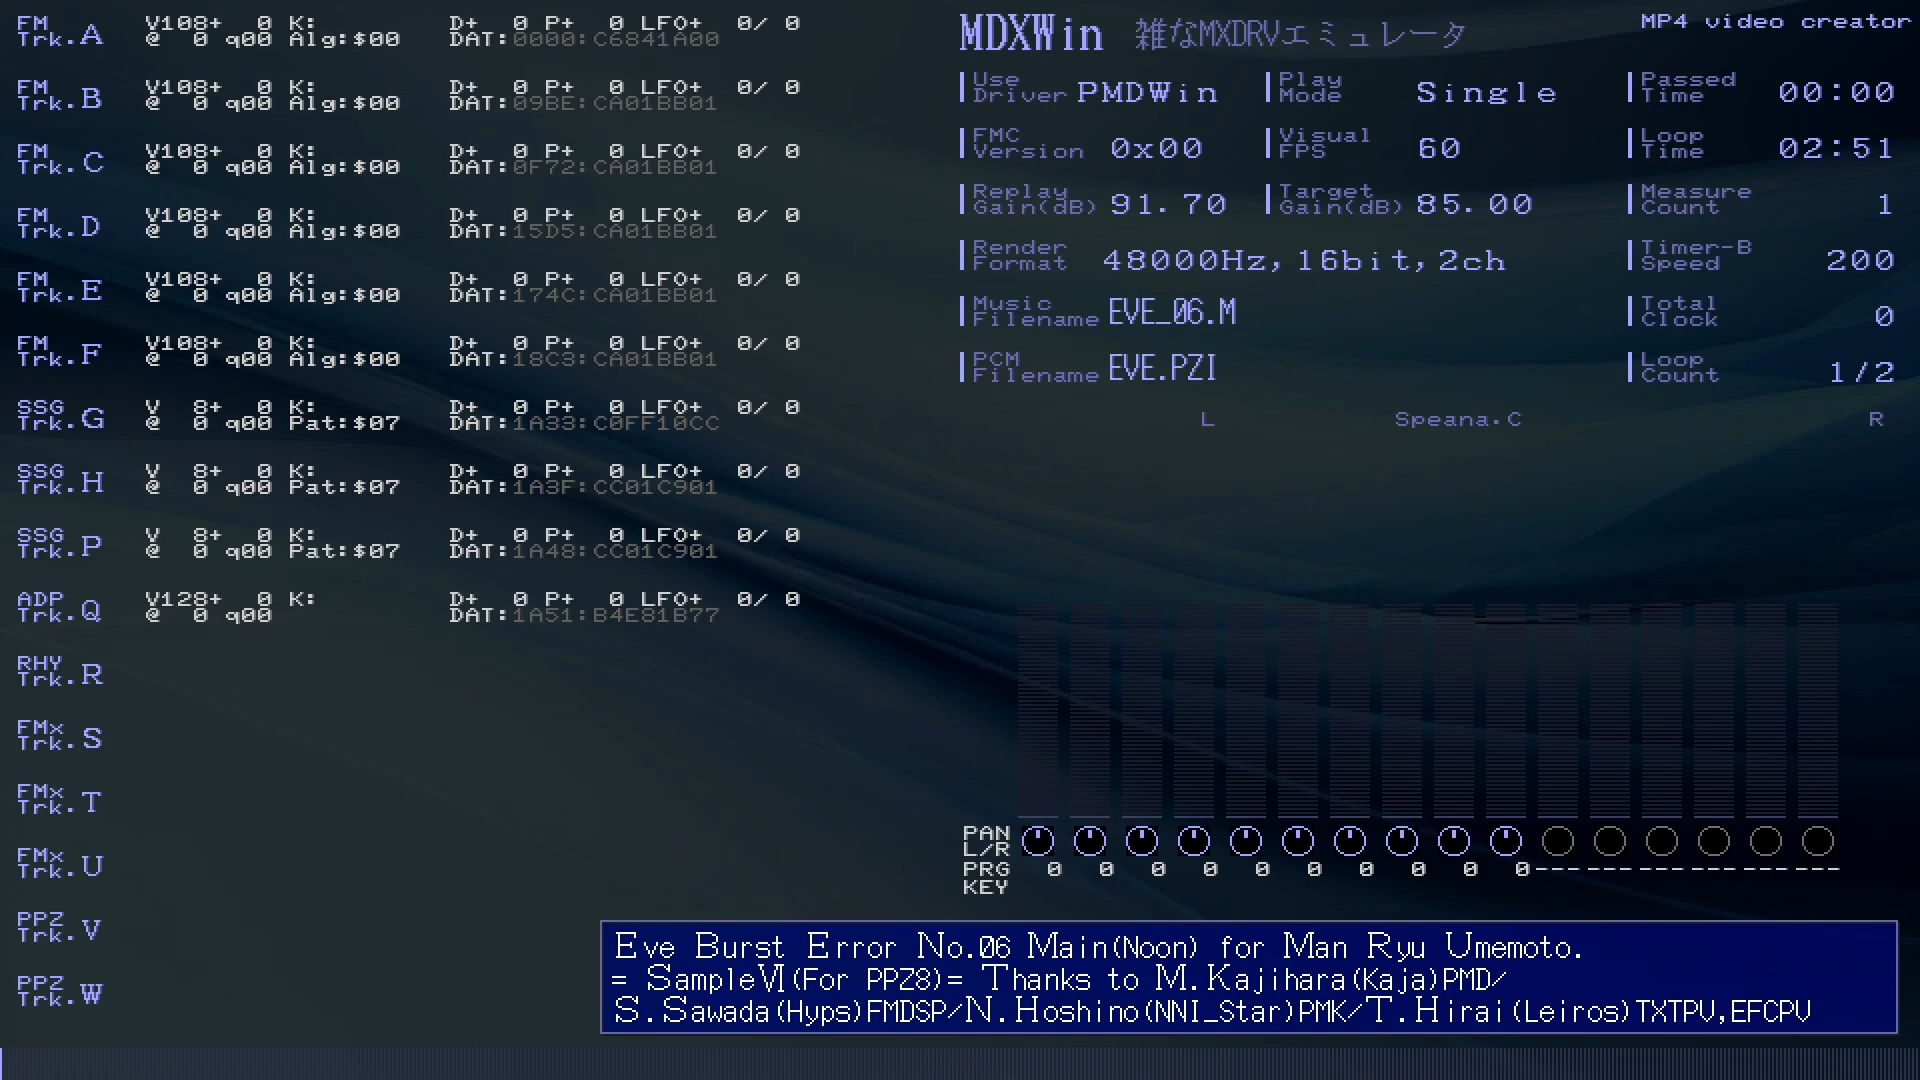 FM Trk.A V108+ 0 K: D+ 0 P+ 0 LFO+ 0/ 0
@ 0 q00 Alg:$00 DAT:0000:C6841A00
FM Trk.B V108+ 0 K: D+ 0 P+ 0 LFO+ 0/ 0
@ 0 q00 Alg:$00 DAT:09BE:CA01BB01
FM Trk.C V108+ 0 K: D+ 0 P+ 0 LFO+ 0/ 0
@ 0 q00 Alg:$00 DAT:0F72:CA01BB01
FM Trk.D V108+ 0 K: D+ 0 P+ 0 LFO+ 0/ 0
@ 0 q00 Alg:$00 DAT:15D5:CA01BB01
FM Trk.E V108+ 0 K: D+ 0 P+ 0 LFO+ 0/ 0
@ 0 q00 Alg:$00 DAT:174C:CA01BB01
FM Trk.F V108+ 0 K: D+ 0 P+ 0 LFO+ 0/ 0
@ 0 q00 Alg:$00 DAT:18C3:CA01BB01
SSG Trk.G V 8+ 0 K: D+ 0 P+ 0 LFO+ 0/ 0
@ 0 q00 Pat:$07 DAT:1A33:C0FF10CC
SSG Trk.H V 8+ 0 K: D+ 0 P+ 0 LFO+ 0/ 0
@ 0 q00 Pat:$07 DAT:1A3F:CC01C901
SSG Trk.P V 8+ 0 K: D+ 0 P+ 0 LFO+ 0/ 0
@ 0 q00 Pat:$07 DAT:1A48:CC01C901
ADP Trk.Q V128+ 0 K: D+ 0 P+ 0 LFO+ 0/ 0
@ 0 q00 DAT:1A51:B4E81B77
RHY Trk.R
FMx Trk.S
FMx Trk.T
FMx Trk.U
PPZ Trk.V
PPZ Trk.W
MDXWin 雑なMXDRVエミュレータ MP4 video creator
Use Driver PMDWin Play Mode Single Passed Time 00:00
FMC Version 0x00 Visual FPS 60 Loop Time 02:51
Replay Gain(dB) 91.70 Target Gain(dB) 85.00 Measure Count 1
Render Format 48000Hz,16bit,2ch Timer-B Speed 200
Music Filename EVE_06.M Total Clock 0
PCM Filename EVE.PZI Loop Count 1/2
L Speana.C R
PAN L/R
PRG 0 0 0 0 0 0 0 0 0 0------------------
KEY
Eve Burst Error No.06 Main(Noon) for Man Ryu Umemoto.
= SampleⅥ(For PPZ8)= Thanks to M.Kajihara(Kaja)PMD/
S.Sawada(Hyps)FMDSP/N.Hoshino(NNI_Star)PMK/T.Hirai(Leiros)TXTPV,EFCPV